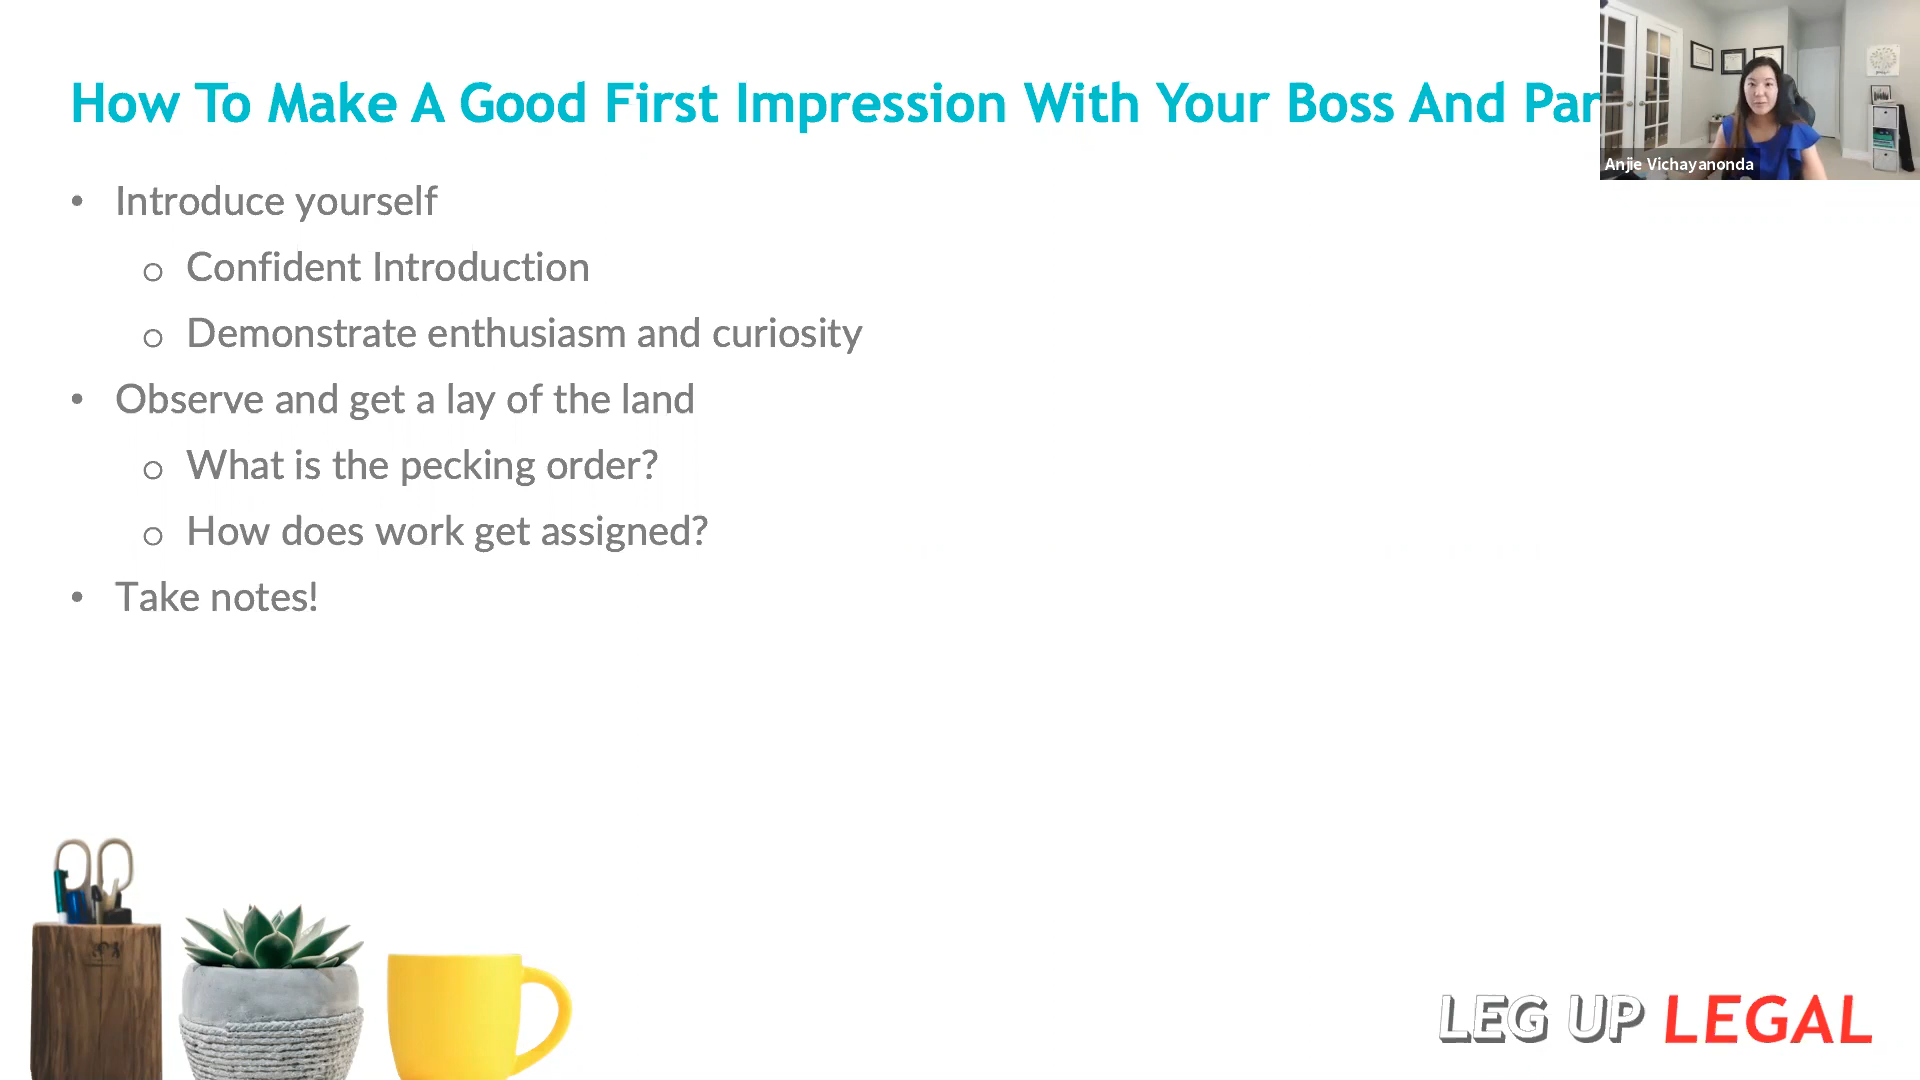 How To Make A Good First Impression With Your Boss And
• Introduce yourself
o Confident Introduction
o Demonstrate enthusiasm and curiosity
• Observe and get a lay of the land
o What is the pecking order?
o How does work get assigned?
• Take notes!
Anjie Vichayanonda
LEG UP LEGAL